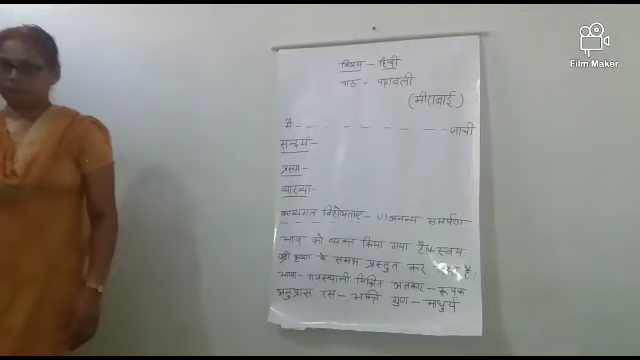 Film Maker
विषय - हिन्दी
पाठ - पदावली
(मीराबाई)
मै - - - - - - - - - - जाची
सन्दर्भ-
प्रसंग-
व्याख्या-
काव्यगत विशेषताए - (1) अनन्य समर्पण
भाव को व्यक्त किया गया है। स्वय
श्री कृष्ण के समक्ष प्रस्तुत कर है।
भाषा- राजस्थानी मिश्रित अलंकार - रूपक
अनुप्रास रस - भक्ती गुण - माधुर्य